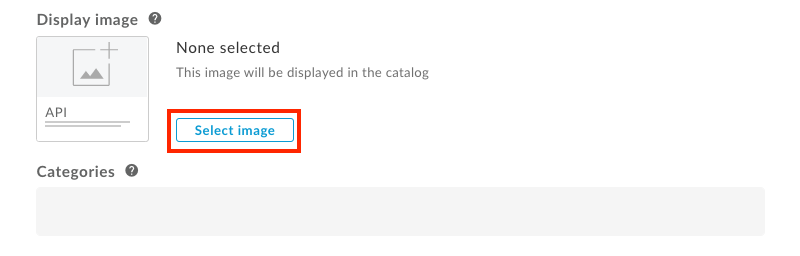 Display image ?
None selected
This image will be displayed in the catalog
API
Select image
Categories ?